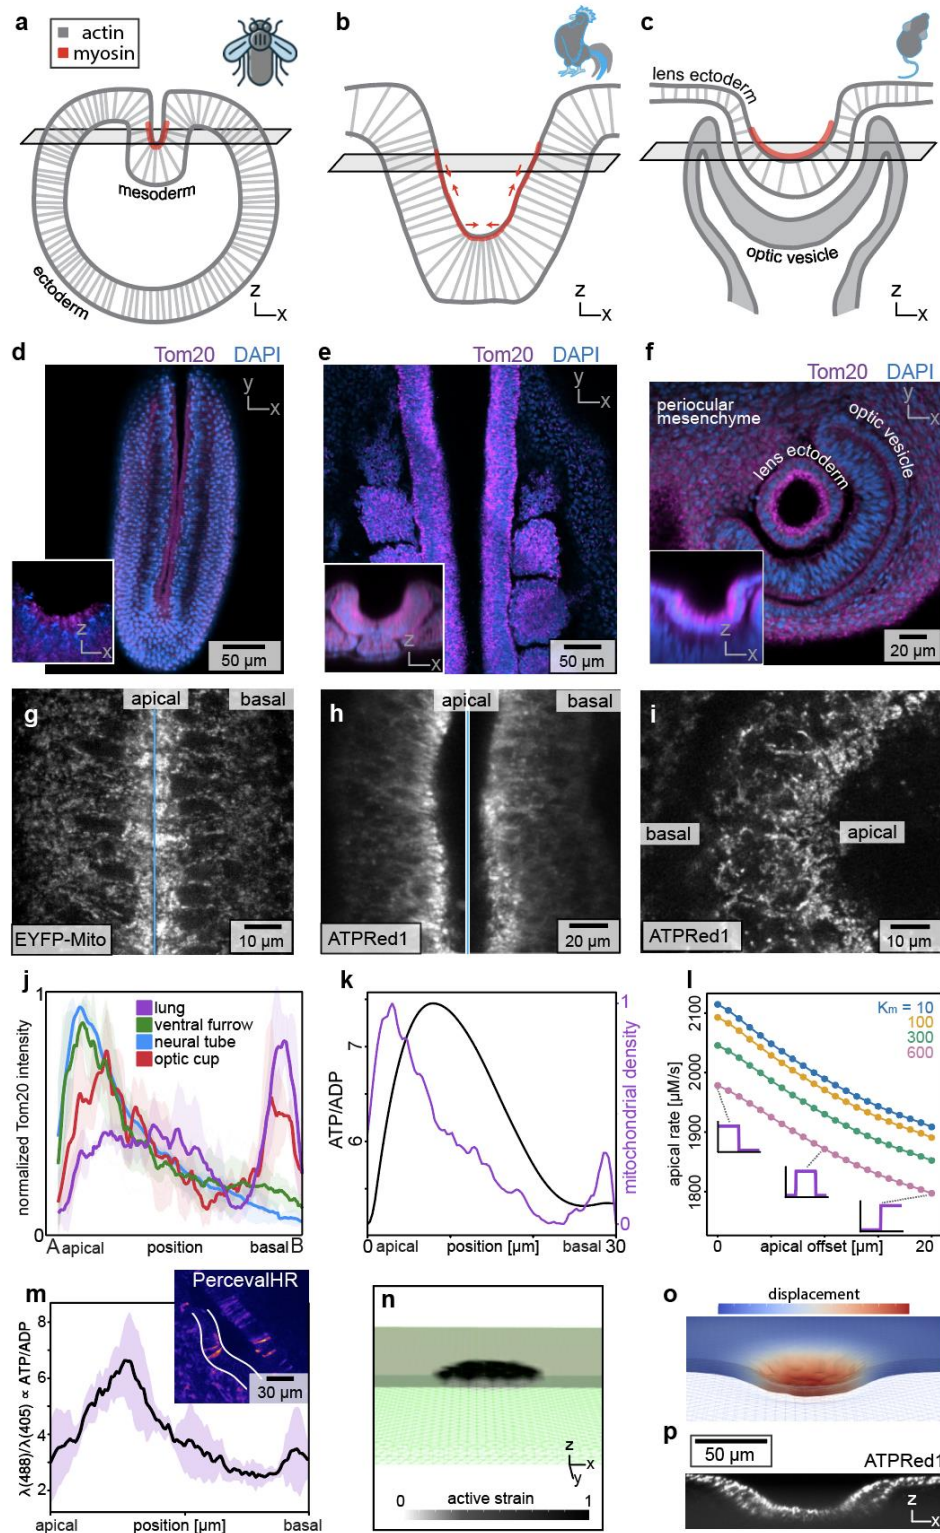 a
actin
myosin
mesoderm
ectoderm
z
x
b
z
x
c
lens ectoderm
optic vesicle
z
x
d
Tom20 DAPI
y
x
z
x
50 µm
e
Tom20 DAPI
y
x
z
x
50 µm
f
Tom20 DAPI
periocular
mesenchyme
optic vesicle
lens ectoderm
y
x
z
x
20 µm
g
apical
basal
EYFP-Mito
10 µm
h
apical
basal
ATPRed1
20 µm
i
basal
apical
ATPRed1
10 µm
j
normalized Tom20 intensity
1
0
lung
ventral furrow
neural tube
optic cup
A apical position basal B
k
ATP/ADP
7
6
1
mitochondrial density
0
0 apical position [µm] basal 30
l
apical rate [µM/s]
2100
2000
1900
1800
Km = 10
100
300
600
0 apical offset [µm] 20
m
λ(488)/λ(405) ∝ ATP/ADP
8
6
4
2
PercevalHR
30 µm
apical position [µm] basal
n
z
x
y
0 active strain 1
o
displacement
p
50 µm
ATPRed1
z
x